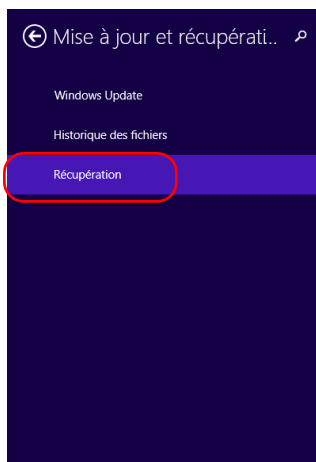 Mise à jour et récupérati..
Windows Update
Historique des fichiers
Récupération